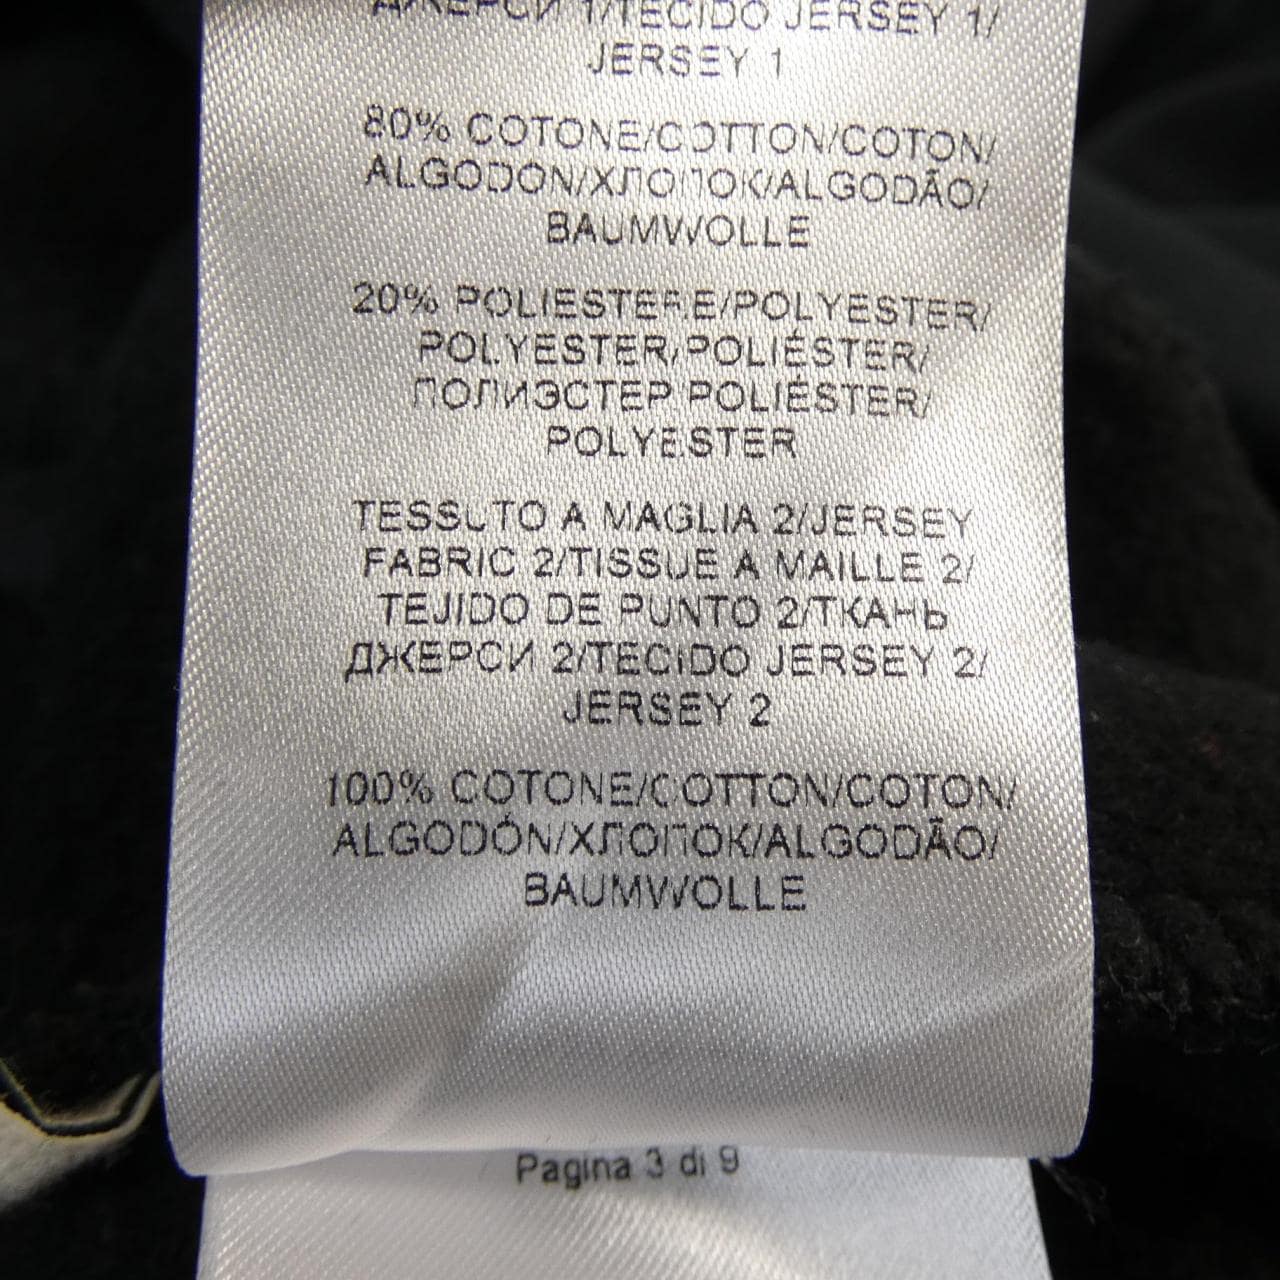 ДЖЕРСИ 1/TECIDO JERSEY 1/
JERSEY 1
80% COTONE/COTTON/COTON/
ALGODÓN/ХЛОПОК/ALGODÃO/
BAUMWOLLE
20% POLIESTERE/POLYESTER/
POLYESTER/POLIÉSTER/
ПОЛИЭСТЕР/POLIÉSTER/
POLYESTER
TESSUTO A MAGLIA 2/JERSEY
FABRIC 2/TISSUE A MAILLE 2/
TEJIDO DE PUNTO 2/ТКАНЬ
ДЖЕРСИ 2/TECIDO JERSEY 2/
JERSEY 2
100% COTONE/COTTON/COTON/
ALGODÓN/ХЛОПОК/ALGODÃO/
BAUMWOLLE
Pagina 3 di 9